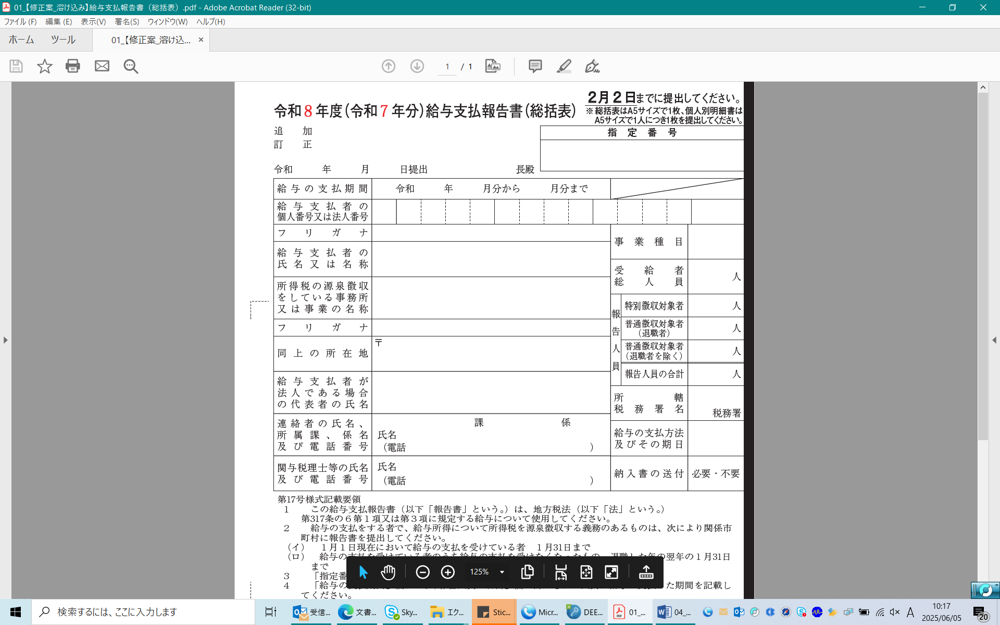 01_【修正案_溶け込み】給与支払報告書（総括表）.pdf - Adobe Acrobat Reader (32-bit)
ファイル(F) 編集(E) 表示(V) 署名(S) ウィンドウ(W) ヘルプ(H)
ホーム ツール 01_【修正案_溶け込... ×
1 / 1
2月2日までに提出してください。
令和8年度(令和7年分)給与支払報告書(総括表)
※総括表はA5サイズで1枚、個人別明細書は
A5サイズで1人につき1枚を提出してください。
追 加
指 定 番 号
訂 正
令和 年 月 日提出 長殿
給与の支払期間 令和 年 月分から 月分まで
給与支払者の
個人番号又は法人番号
フリガナ
事業種目
給与支払者の
氏名又は名称
受給者
総人員 人
所得税の源泉徴収
をしている事務所
又は事業の名称
報告人員
特別徴収対象者 人
普通徴収対象者
（退職者） 人
フリガナ
〒
普通徴収対象者
（退職者を除く） 人
同上の所在地
報告人員の合計 人
給与支払者が
法人である場合
の代表者の氏名
所轄
税務署名 税務署
連絡者の氏名、
所属課、係名
及び電話番号
課 係
氏名
（電話 ）
給与の支払方法
及びその期日
関与税理士等の氏名
及び電話番号
氏名
（電話 ）
納入書の送付 必要・不要
第17号様式記載要領
1 この給与支払報告書（以下「報告書」という。）は、地方税法（以下「法」という。）
第317条の６第１項又は第３項に規定する給与について使用してください。
2 給与の支払をする者で、給与所得について所得税を源泉徴収する義務のあるものは、次により関係市
町村に報告書を提出してください。
（イ） １月１日現在において給与の支払を受けている者 １月31日まで
（ロ） 給与の支払を受けている者のうち給与の支払を受けなくなったもの 退職した年の翌年の１月31日
まで
3 「指定番
4 「給与の た期間を記載し
てください。
125%
検索するには、ここに入力します
受信... 文書... Sky... エク... Stic... Micr... DEE... 01_... 04_...
A
10:17
2025/06/05
20